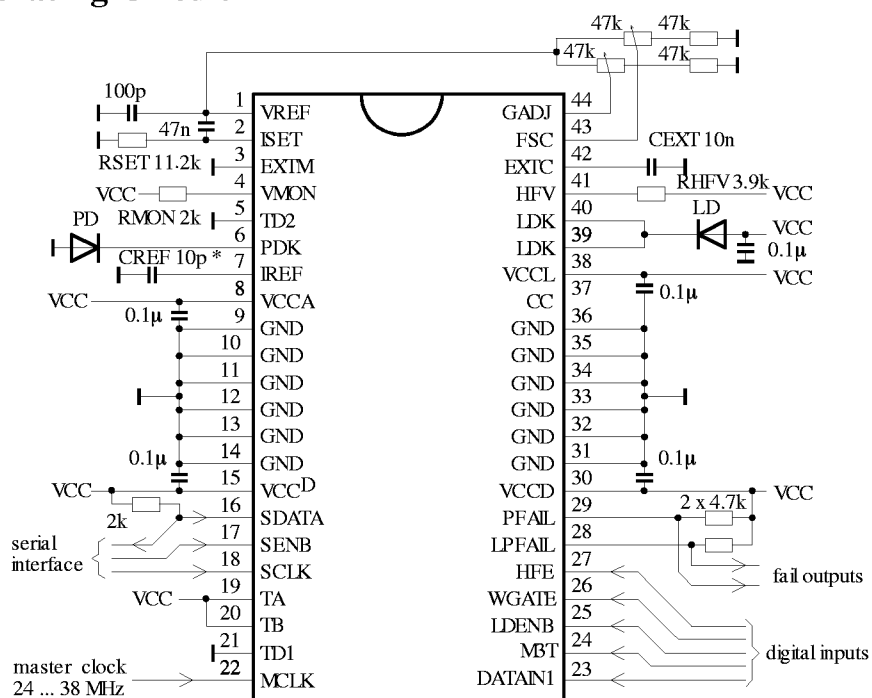 47k 47k
47k 47k
100p
1 VREF GADJ 44
47n
2 ISET FSC 43
RSET 11.2k
CEXT 10n
3 EXTM EXTC 42
VCC 4 VMON HFV 41 RHFV 3.9k VCC
RMON 2k
5 TD2 LDK 40 LD
PD
6 PDK LDK 39 VCC
0.1µ
CREF 10p *
7 IREF VCCL 38 VCC
VCC 8 VCCA CC 37
0.1µ 0.1µ
9 GND GND 36
10 GND GND 35
11 GND GND 34
12 GND GND 33
13 GND GND 32
14 GND GND 31
0.1µ 0.1µ
VCC 15 VCCD VCCD 30 VCC
2k
16 SDATA PFAIL 29 2 x 4.7k
serial
interface
17 SENB LPFAIL 28
18 SCLK HFE 27
fail outputs
VCC 19 TA WGATE 26
20 TB LDENB 25
21 TD1 M3T 24
digital inputs
master clock
24 ... 38 MHz
22 MCLK DATAIN1 23